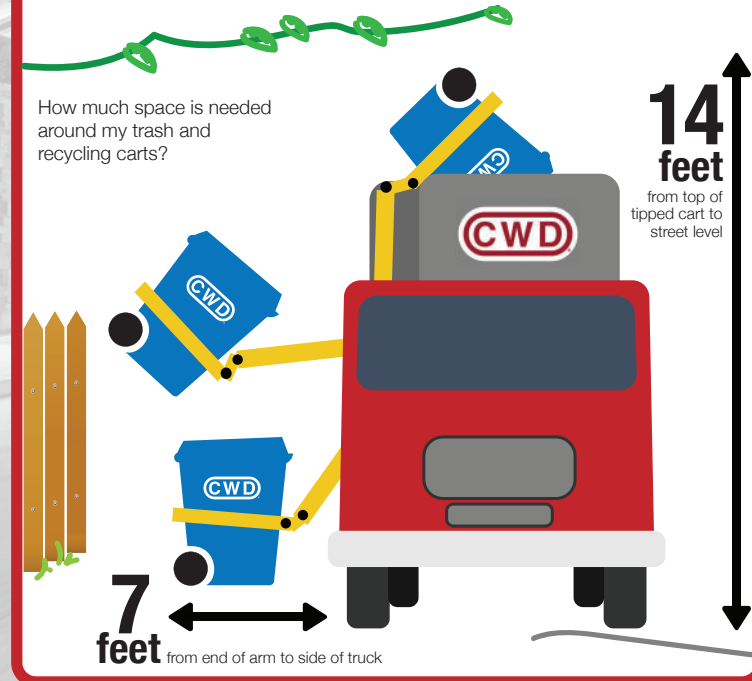 How much space is needed
around my trash and
recycling carts?
14
feet
from top of
tipped cart to
street level
CWD
CWD
CWD
CWD
7
feet from end of arm to side of truck